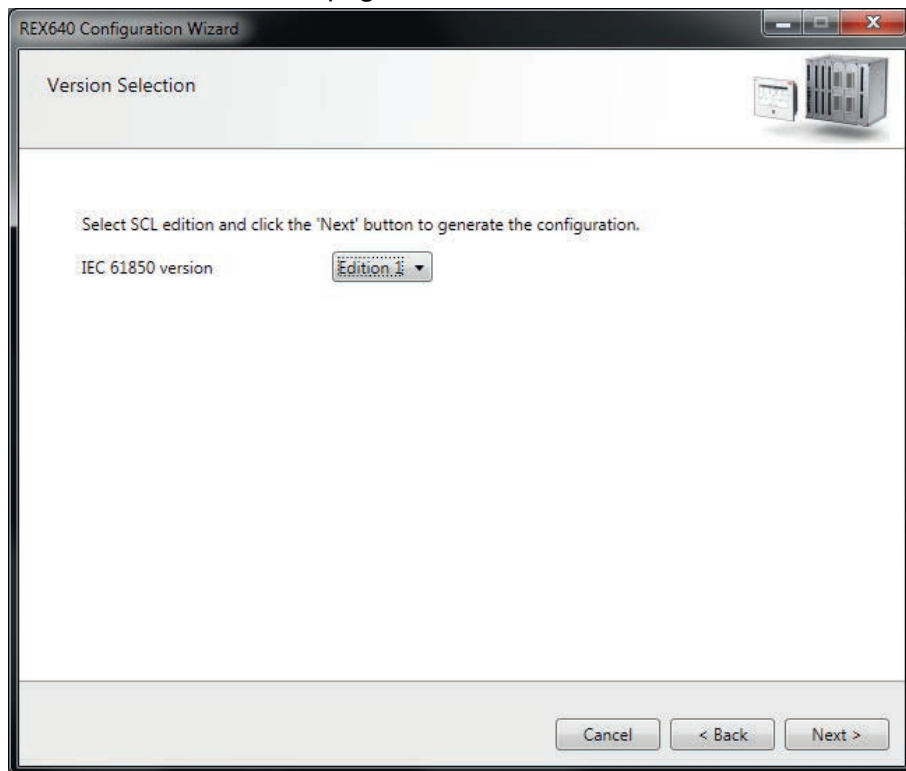 REX640 Configuration Wizard
Version Selection
Select SCL edition and click the 'Next' button to generate the configuration.
IEC 61850 version Edition 1
Cancel < Back Next >